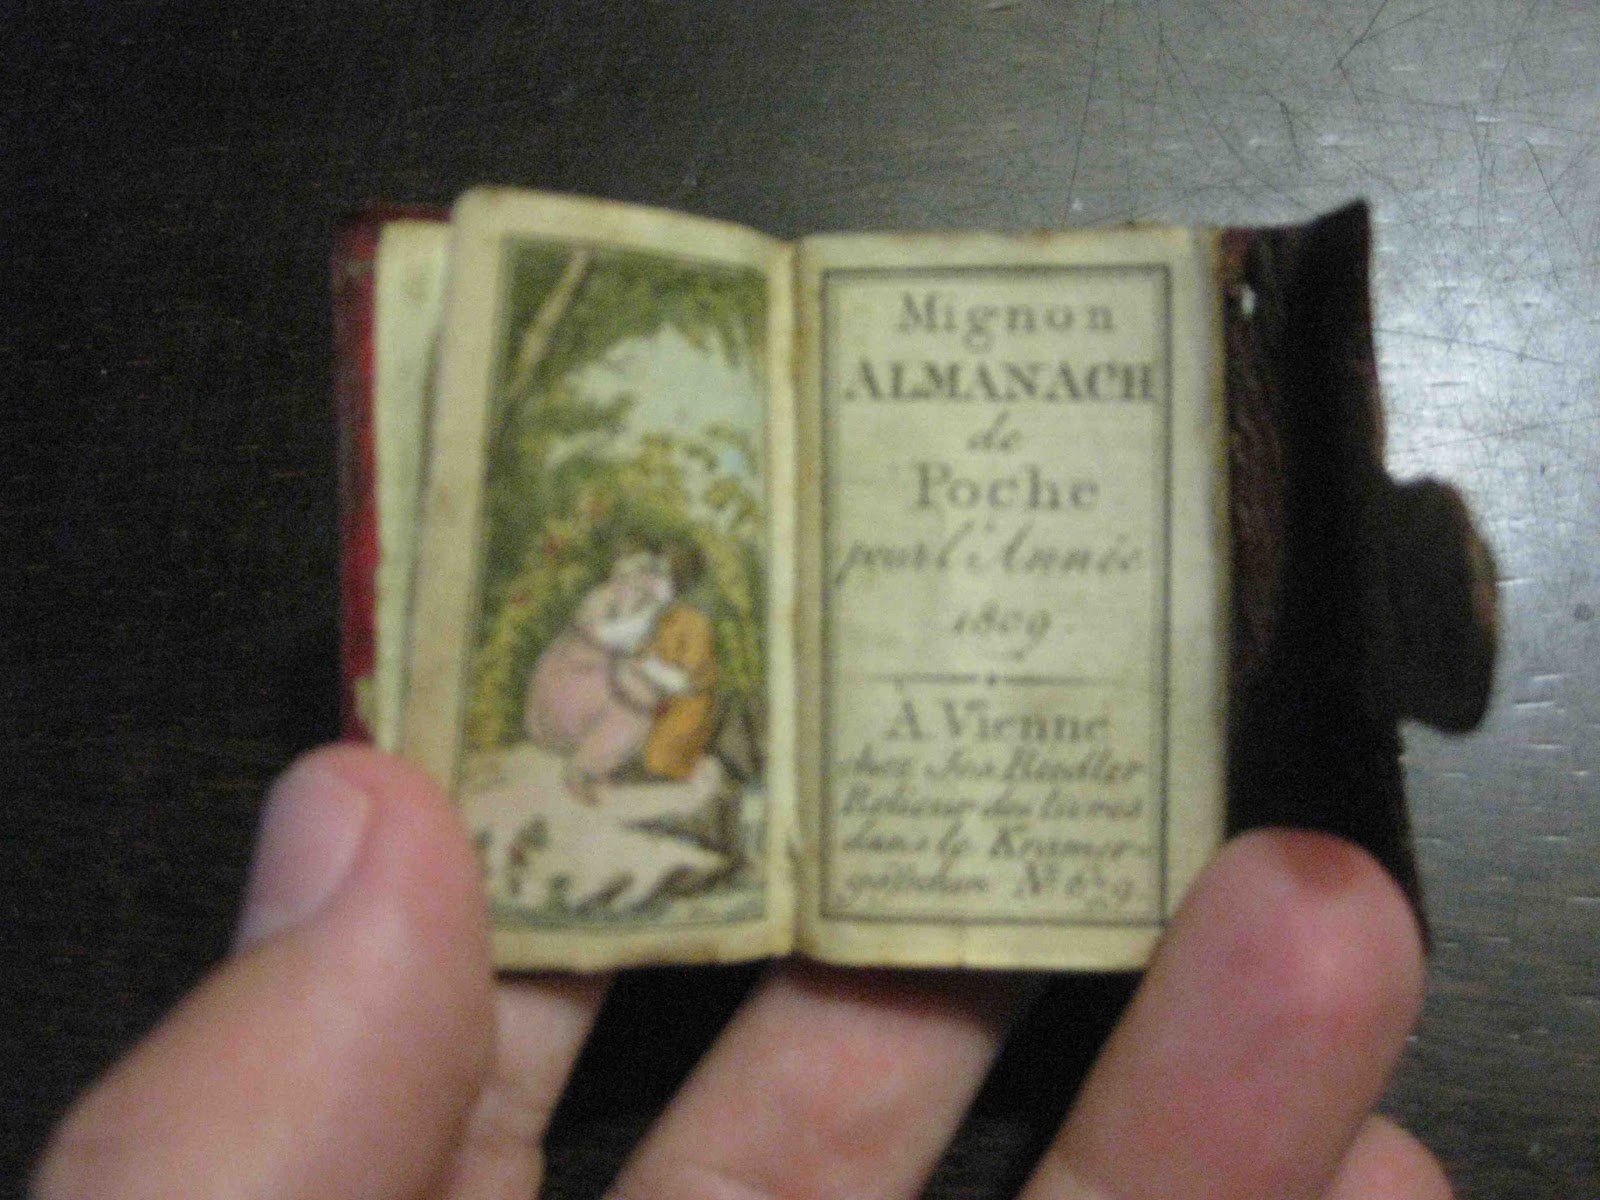 Mignon
ALMANACH
de
Poche
pour l'Année
1809.
À Vienne
chez Jos. Riedler
Relieur des livres
dans le Kramer-
gässchen Nº